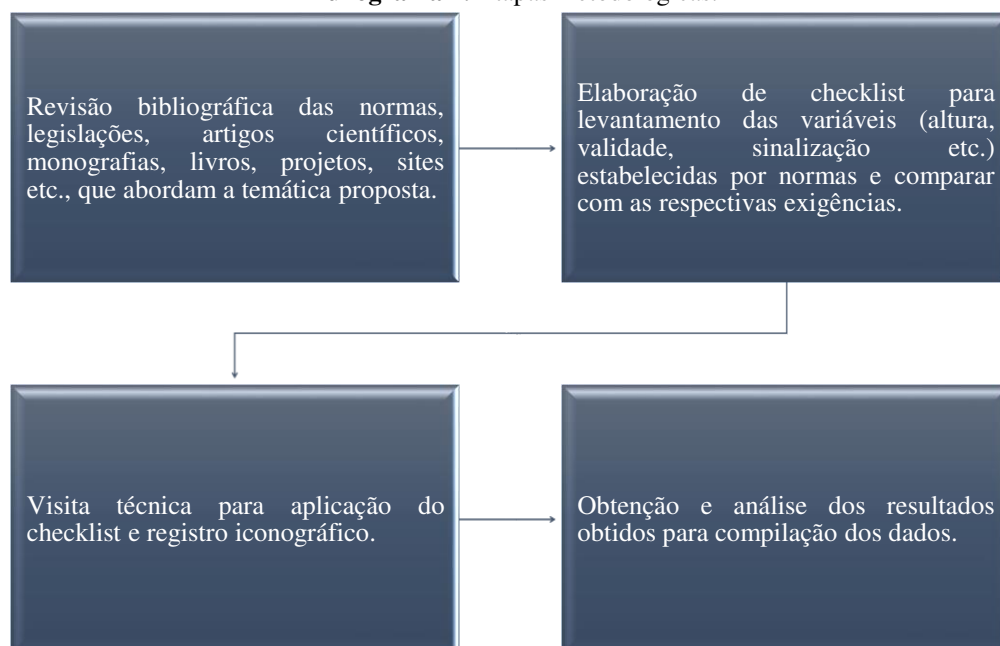 Revisão bibliográfica das normas,
legislações, artigos científicos,
monografias, livros, projetos, sites
etc., que abordam a temática proposta.
Elaboração de checklist para
levantamento das variáveis (altura,
validade, sinalização etc.)
estabelecidas por normas e comparar
com as respectivas exigências.
Visita técnica para aplicação do
checklist e registro iconográfico.
Obtenção e análise dos resultados
obtidos para compilação dos dados.